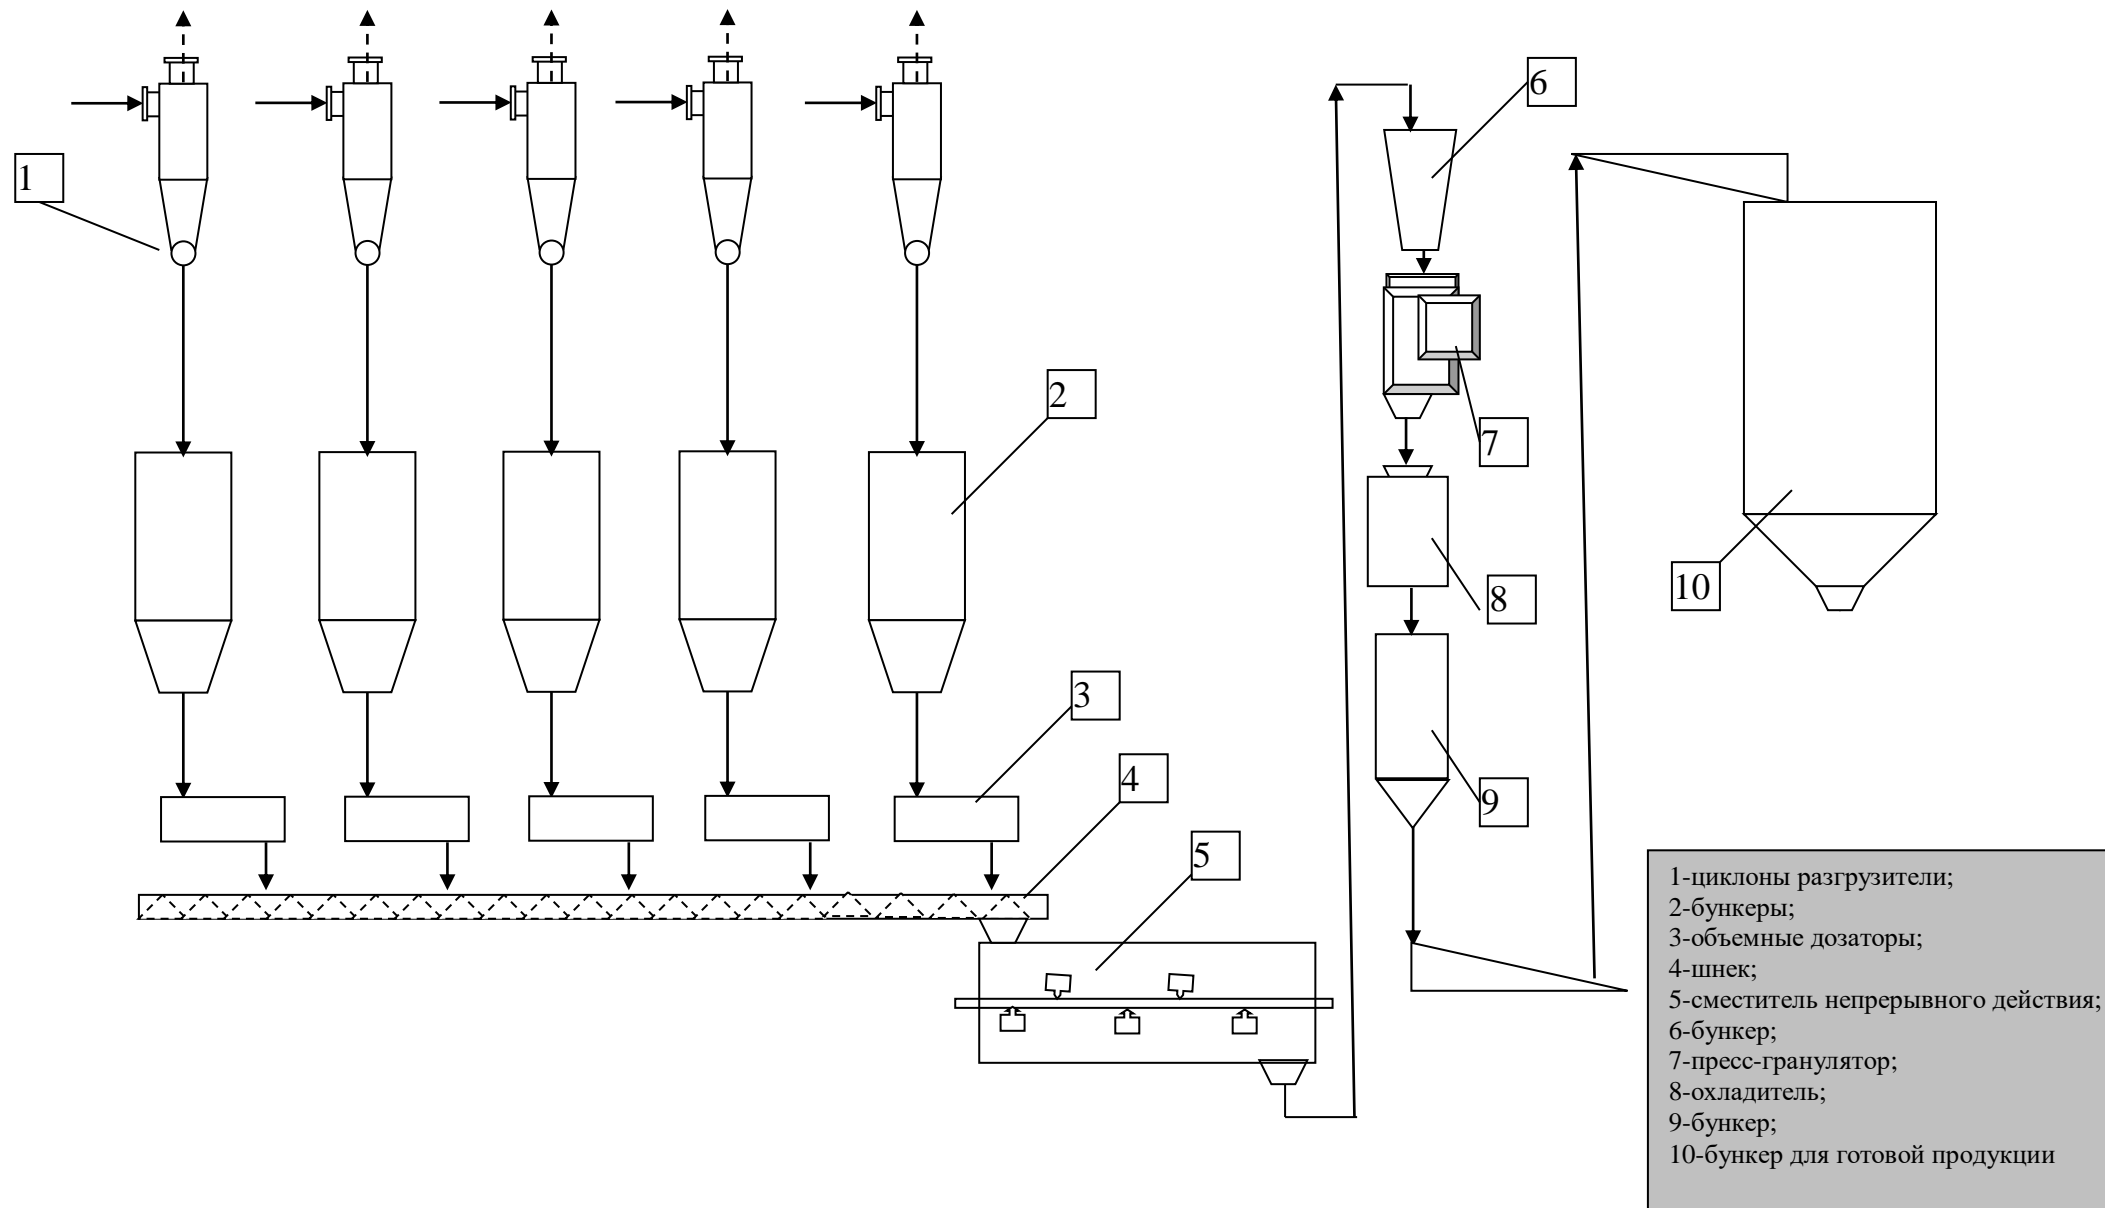 6
1
2
7
8
10
3
4
9
5
1-циклоны разгрузители;
2-бункеры;
3-объемные дозаторы;
4-шнек;
5-сместитель непрерывного действия;
6-бункер;
7-пресс-гранулятор;
8-охладитель;
9-бункер;
10-бункер для готовой продукции